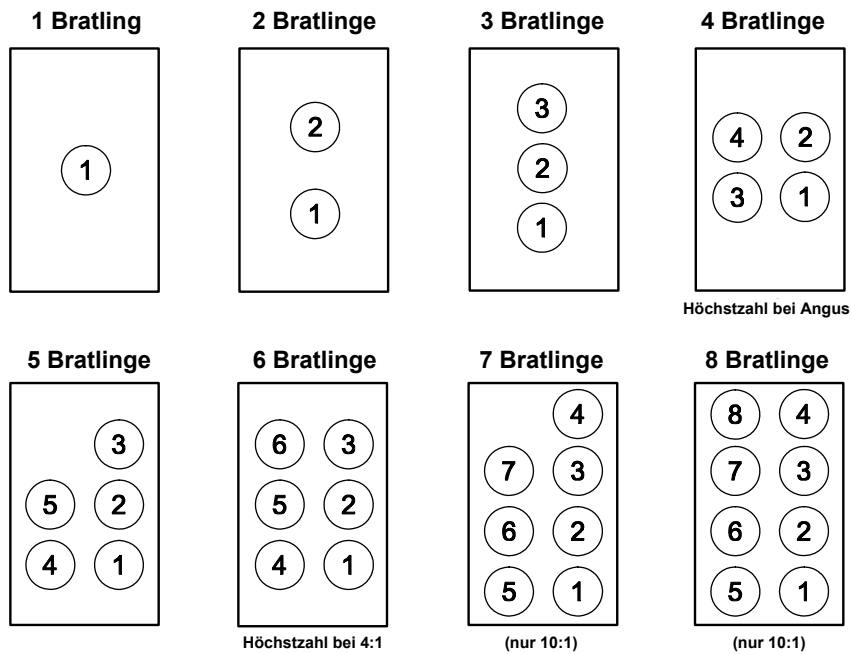 1 Bratling
2 Bratlinge
3 Bratlinge
4 Bratlinge
1
2
1
3
2
1
4 2
3 1
Höchstzahl bei Angus
5 Bratlinge
6 Bratlinge
7 Bratlinge
8 Bratlinge
3
5 2
4 1
6 3
5 2
4 1
4
7 3
6 2
5 1
8 4
7 3
6 2
5 1
Höchstzahl bei 4:1
(nur 10:1)
(nur 10:1)